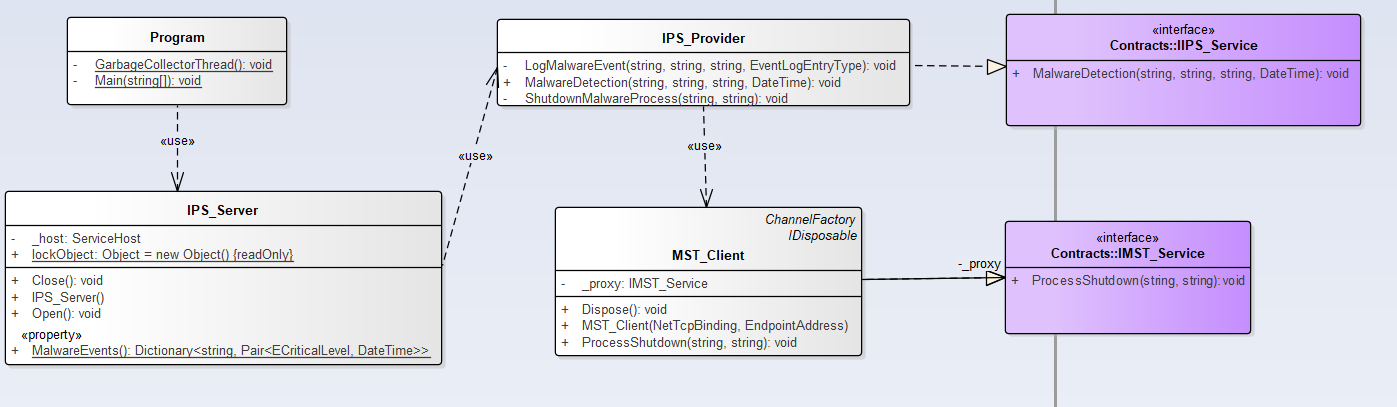 Program
- GarbageCollectorThread(): void
- Main(string[]): void
«use»
IPS_Server
- _host: ServiceHost
+ lockObject: Object = new Object() {readOnly}
+ Close(): void
+ IPS_Server()
+ Open(): void
«property»
+ MalwareEvents(): Dictionary<string, Pair<ECriticalLevel, DateTime>>
«use»
IPS_Provider
- LogMalwareEvent(string, string, string, EventLogEntryType): void
+ MalwareDetection(string, string, string, DateTime): void
- ShutdownMalwareProcess(string, string): void
«use»
ChannelFactory
IDisposable
MST_Client
- _proxy: IMST_Service
+ Dispose(): void
+ MST_Client(NetTcpBinding, EndpointAddress)
+ ProcessShutdown(string, string): void
«interface»
Contracts::IIPS_Service
+ MalwareDetection(string, string, string, DateTime): void
-_proxy
«interface»
Contracts::IMST_Service
+ ProcessShutdown(string, string): void